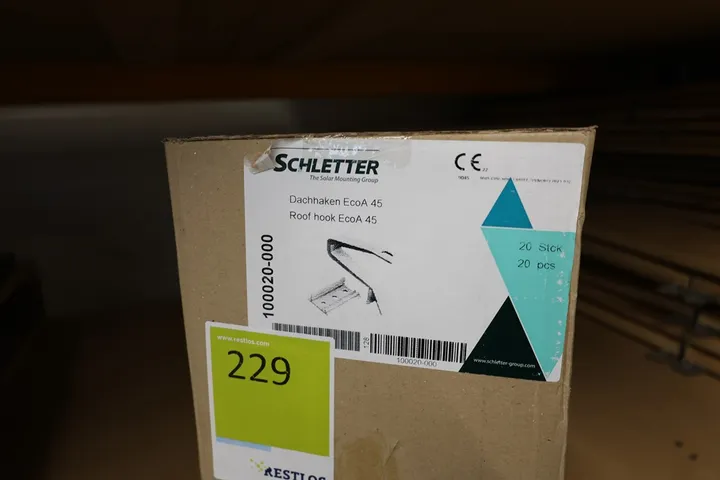 SCHLETTER
The Solar Mounting Group
CE
Dachhaken EcoA 45
Roof hook EcoA 45
20 Stck
20 pcs
100020-000
128
100020-000
www.schletter-group.com
www.restlos.com
229
RESTLOS